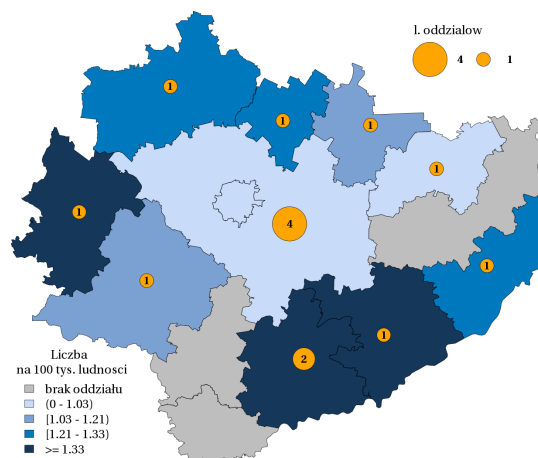 l. oddzialow
4 1
1
1
1
1
1
4
1
1
1
2
Liczba
na 100 tys. ludnosci
brak oddziału
(0 - 1.03)
[1.03 - 1.21)
[1.21 - 1.33)
>= 1.33